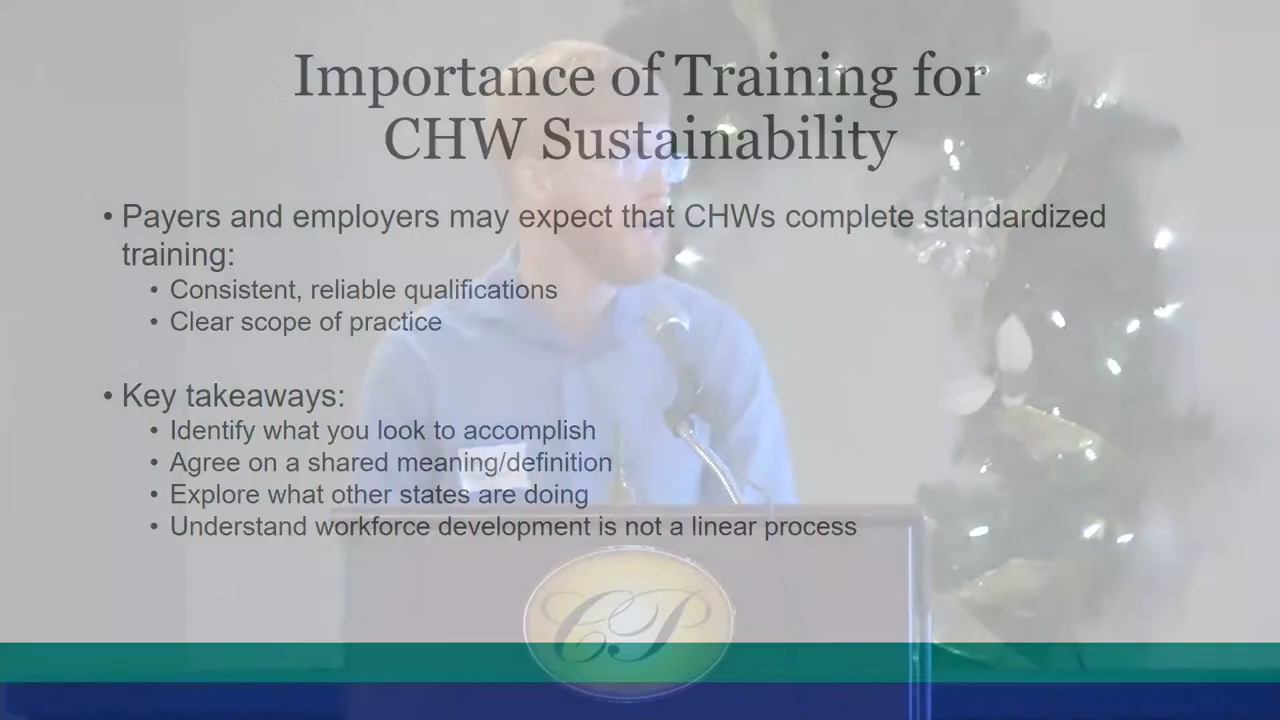 Importance of Training for
CHW Sustainability
• Payers and employers may expect that CHWs complete standardized
training:
• Consistent, reliable qualifications
• Clear scope of practice
• Key takeaways:
• Identify what you look to accomplish
• Agree on a shared meaning/definition
• Explore what other states are doing
• Understand workforce development is not a linear process
CP